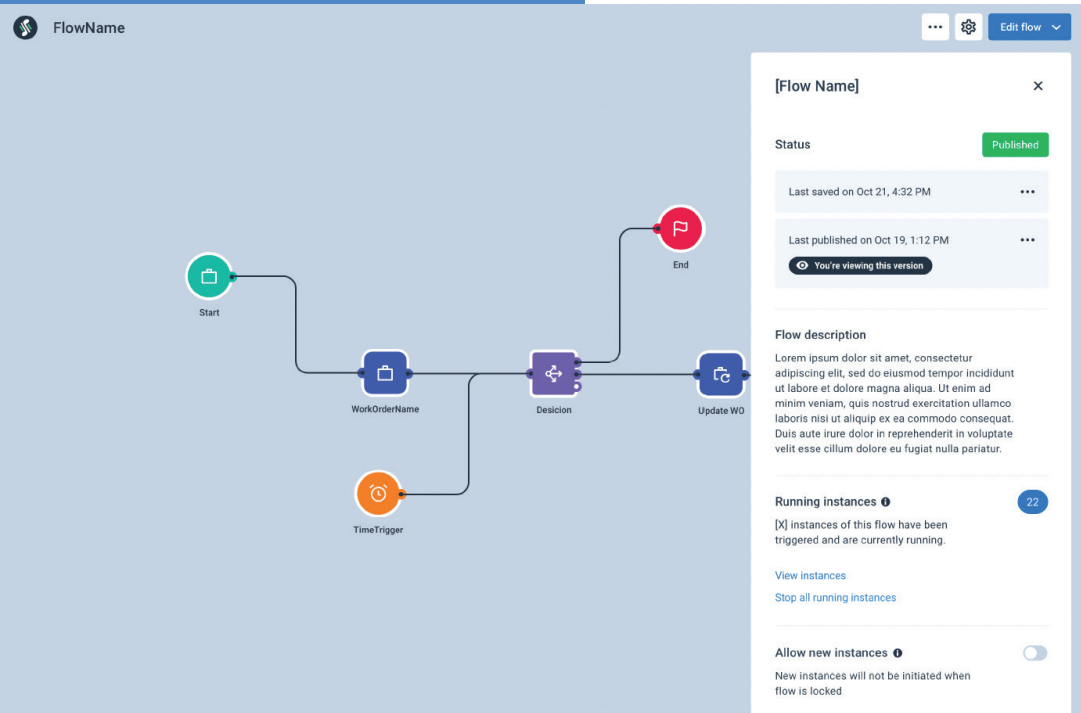 FlowName
Edit flow
[Flow Name]
Status
Published
Last saved on Oct 21, 4:32 PM
Last published on Oct 19, 1:12 PM
You're viewing this version
End
Start
WorkOrderName
Desicion
Update WO
TimeTrigger
Flow description
Lorem ipsum dolor sit amet, consectetur
adipiscing elit, sed do eiusmod tempor incididunt
ut labore et dolore magna aliqua. Ut enim ad
minim veniam, quis nostrud exercitation ullamco
laboris nisi ut aliquip ex ea commodo consequat.
Duis aute irure dolor in reprehenderit in voluptate
velit esse cillum dolore eu fugiat nulla pariatur.
Running instances
22
[X] instances of this flow have been
triggered and are currently running.
View instances
Stop all running instances
Allow new instances
New instances will not be initiated when
flow is locked